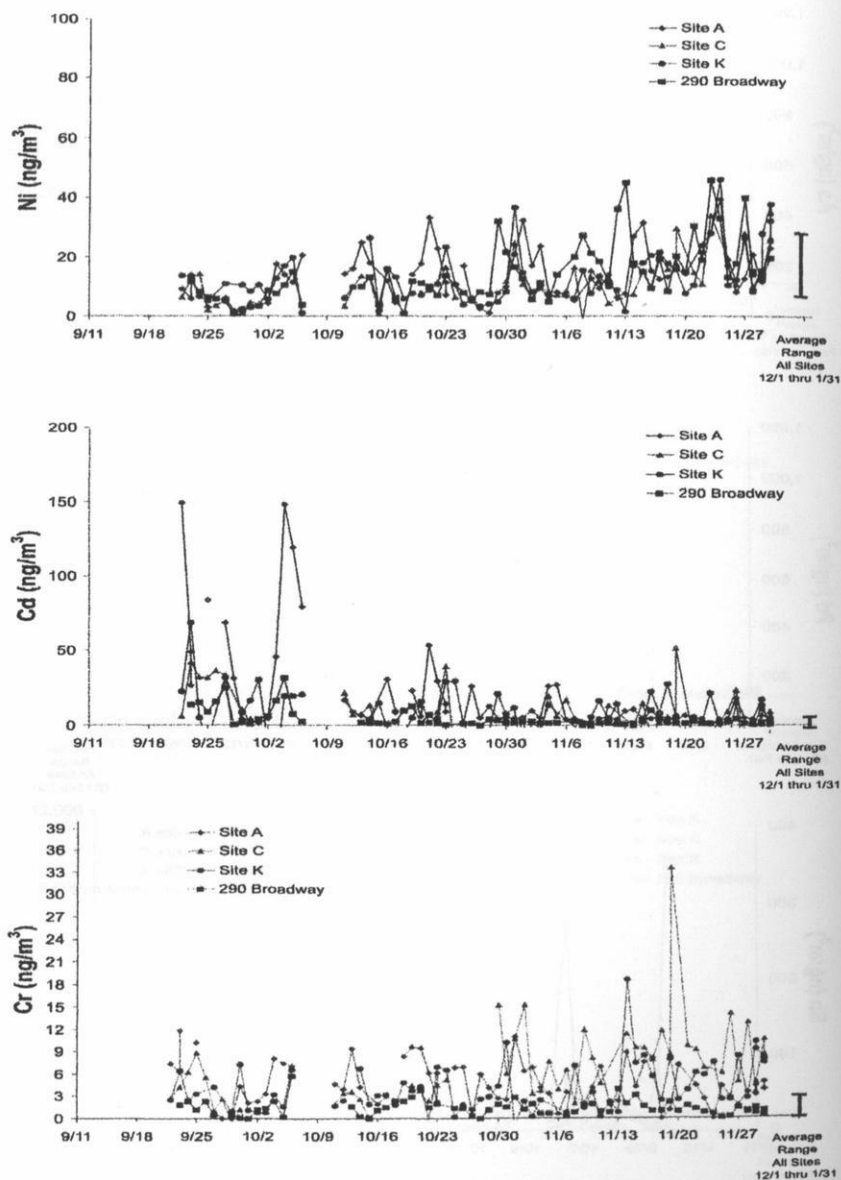 100
80
60
40
20
0
Ni (ng/m³)
Site A
Site C
Site K
290 Broadway
9/11 9/18 9/25 10/2 10/9 10/16 10/23 10/30 11/6 11/13 11/20 11/27
Average
Range
All Sites
12/1 thru 1/31
200
150
100
50
0
Cd (ng/m³)
Site A
Site C
Site K
290 Broadway
9/11 9/18 9/25 10/2 10/9 10/16 10/23 10/30 11/6 11/13 11/20 11/27
Average
Range
All Sites
12/1 thru 1/31
39
36
33
30
27
24
21
18
15
12
9
6
3
0
Cr (ng/m³)
Site A
Site C
Site K
290 Broadway
9/11 9/18 9/25 10/2 10/9 10/16 10/23 10/30 11/6 11/13 11/20 11/27
Average
Range
All Sites
12/1 thru 1/31